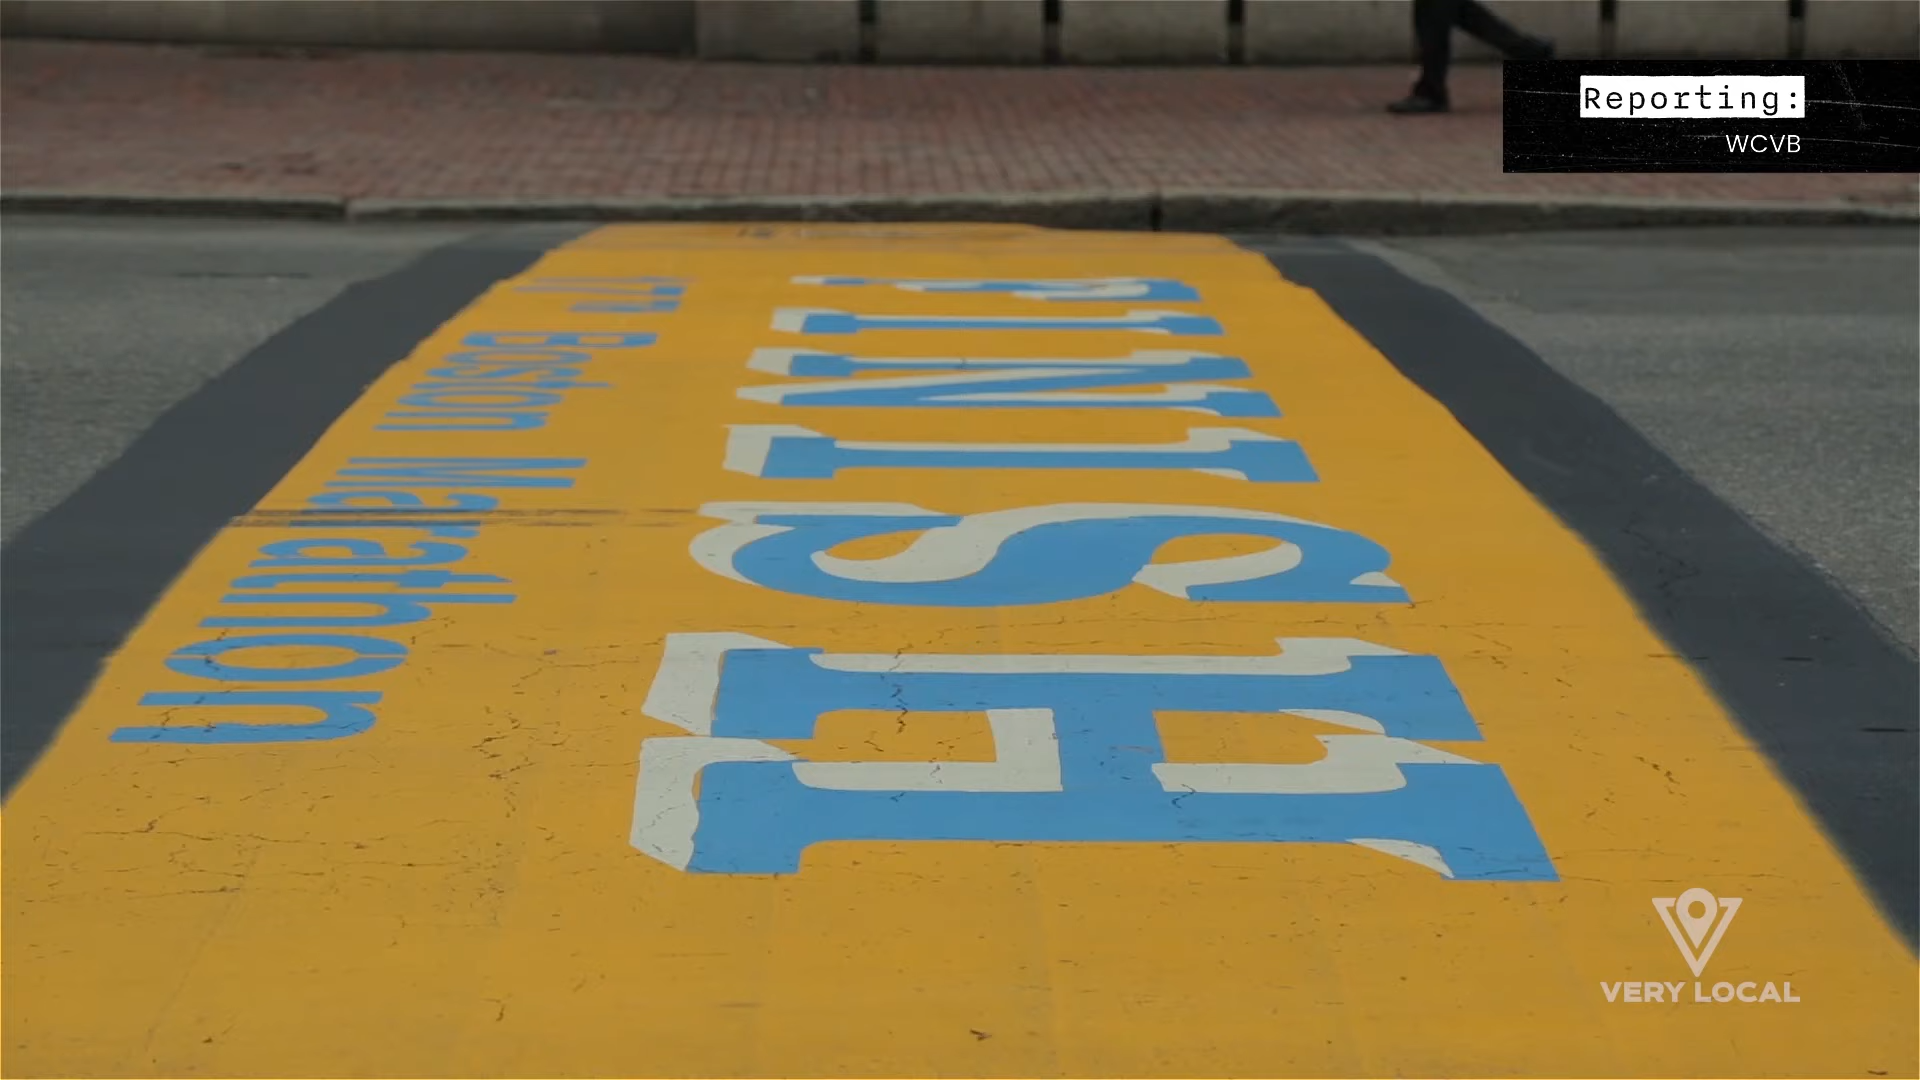 Reporting:
WCVB
FINISH
Boston Marathon
VERY LOCAL